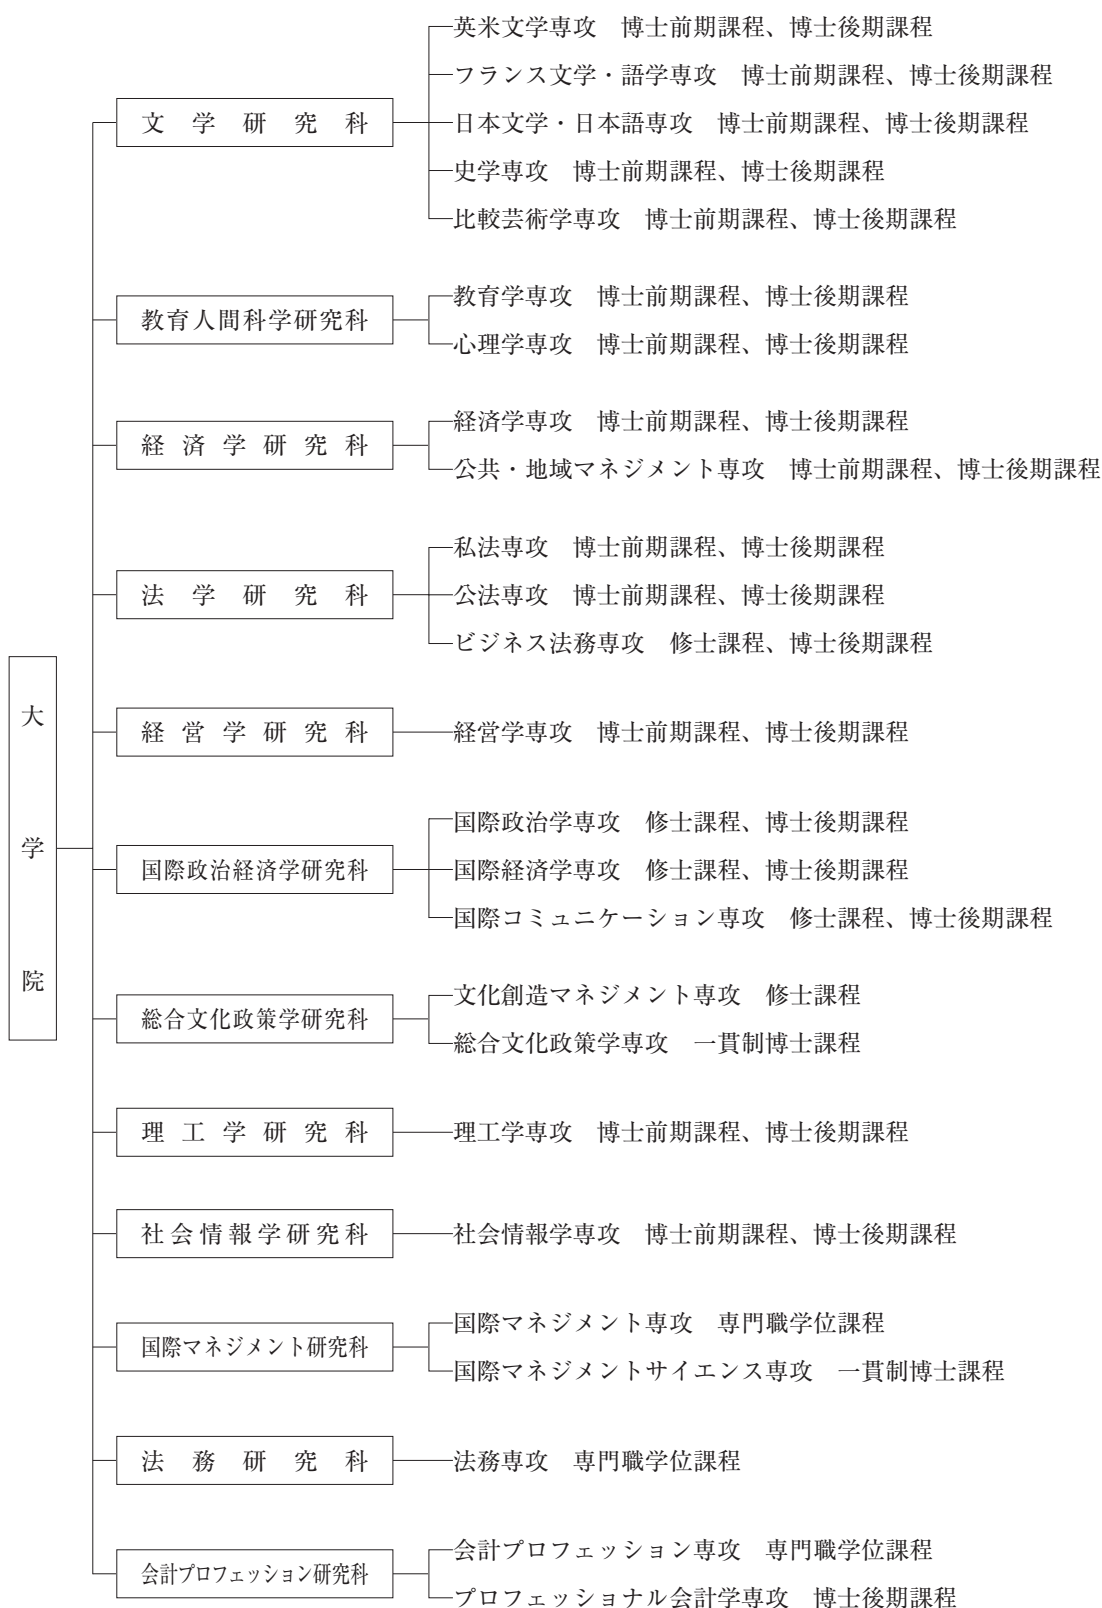 大学院
文学研究科
英米文学専攻　博士前期課程、博士後期課程
フランス文学・語学専攻　博士前期課程、博士後期課程
日本文学・日本語専攻　博士前期課程、博士後期課程
史学専攻　博士前期課程、博士後期課程
比較芸術学専攻　博士前期課程、博士後期課程
教育人間科学研究科
教育学専攻　博士前期課程、博士後期課程
心理学専攻　博士前期課程、博士後期課程
経済学研究科
経済学専攻　博士前期課程、博士後期課程
公共・地域マネジメント専攻　博士前期課程、博士後期課程
法学研究科
私法専攻　博士前期課程、博士後期課程
公法専攻　博士前期課程、博士後期課程
ビジネス法務専攻　修士課程、博士後期課程
経営学研究科
経営学専攻　博士前期課程、博士後期課程
国際政治経済学研究科
国際政治学専攻　修士課程、博士後期課程
国際経済学専攻　修士課程、博士後期課程
国際コミュニケーション専攻　修士課程、博士後期課程
総合文化政策学研究科
文化創造マネジメント専攻　修士課程
総合文化政策学専攻　一貫制博士課程
理工学研究科
理工学専攻　博士前期課程、博士後期課程
社会情報学研究科
社会情報学専攻　博士前期課程、博士後期課程
国際マネジメント研究科
国際マネジメント専攻　専門職学位課程
国際マネジメントサイエンス専攻　一貫制博士課程
法務研究科
法務専攻　専門職学位課程
会計プロフェッション研究科
会計プロフェッション専攻　専門職学位課程
プロフェッショナル会計学専攻　博士後期課程